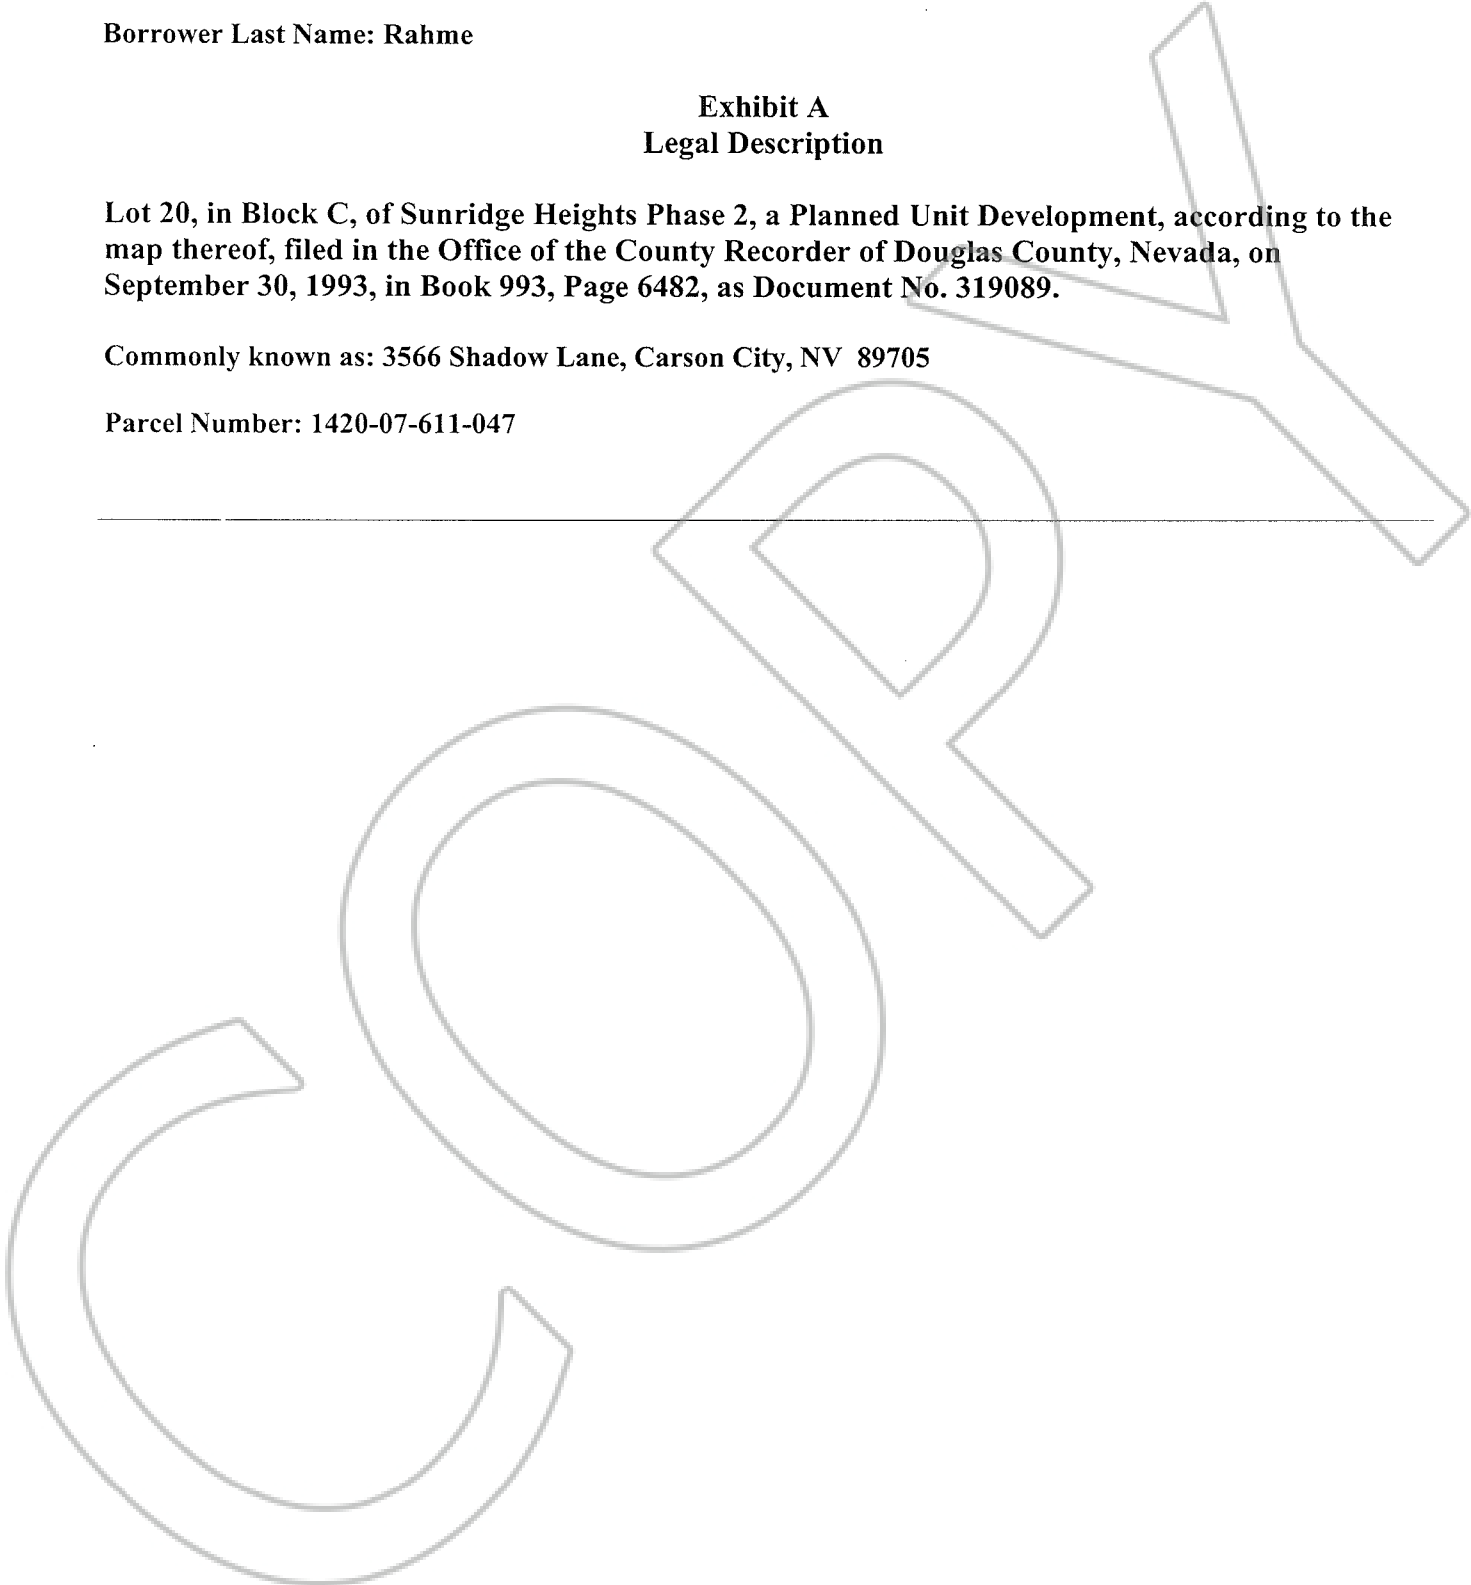 Borrower Last Name: Rahme
Exhibit A
Legal Description
Lot 20, in Block C, of Sunridge Heights Phase 2, a Planned Unit Development, according to the
map thereof, filed in the Office of the County Recorder of Douglas County, Nevada, on
September 30, 1993, in Book 993, Page 6482, as Document No. 319089.
Commonly known as: 3566 Shadow Lane, Carson City, NV 89705
Parcel Number: 1420-07-611-047
COPY